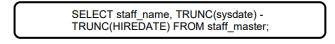 SELECT staff_name, TRUNC(sysdate) -
TRUNC(HIREDATE) FROM staff_master;